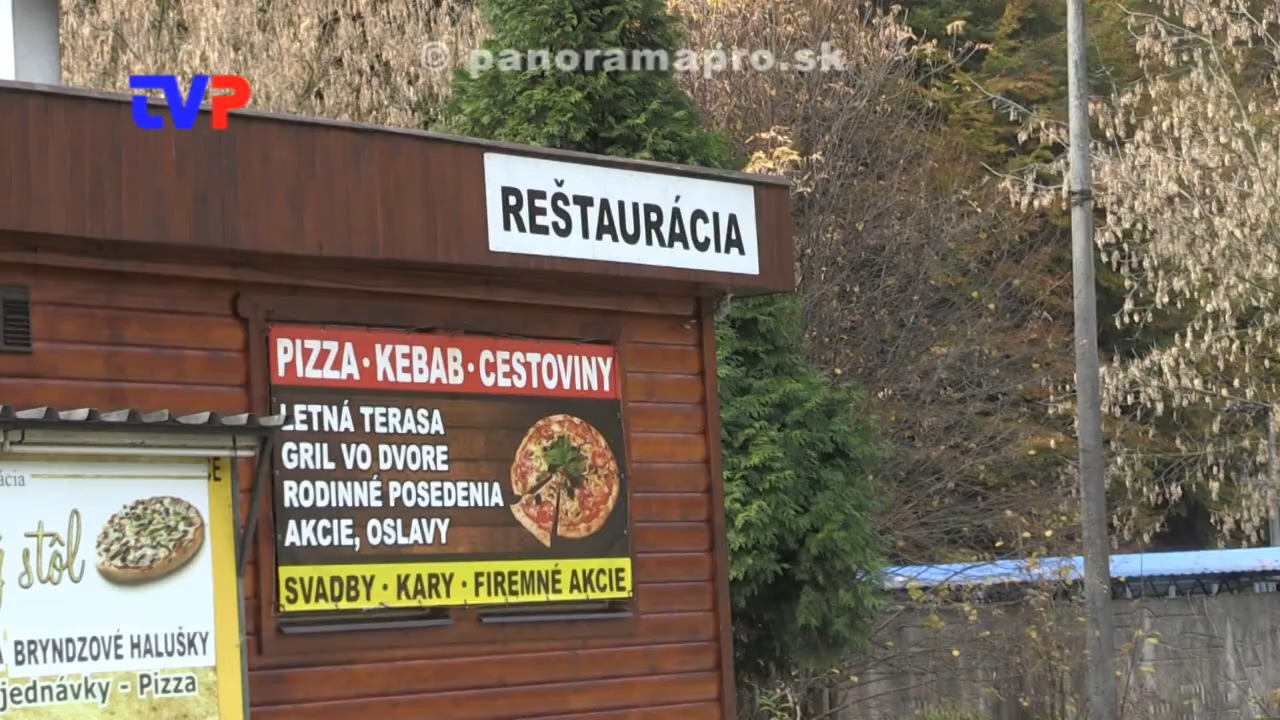 © panoramapro.sk
tvP
REŠTAURÁCIA
PIZZA · KEBAB · CESTOVINY
LETNÁ TERASA
GRIL VO DVORE
RODINNÉ POSEDENIA
AKCIE, OSLAVY
SVADBY · KARY · FIREMNÉ AKCIE
stôl
BRYNDZOVÉ HALUŠKY
jednávky - Pizza